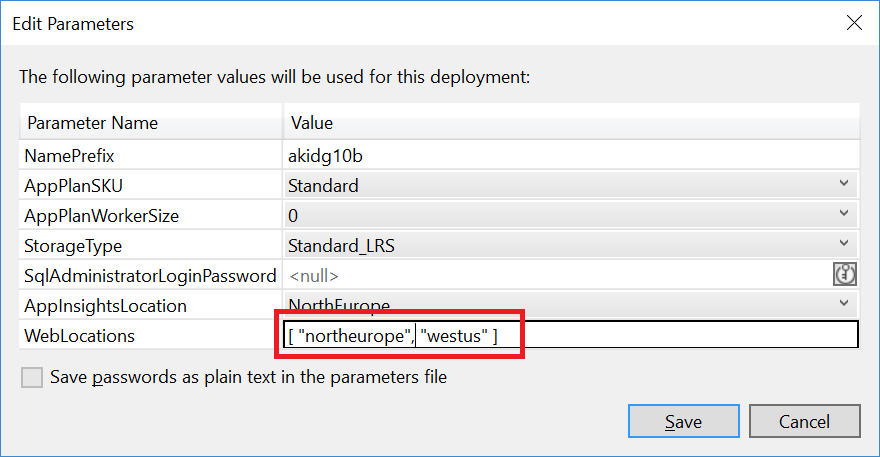 Edit Parameters
The following parameter values will be used for this deployment:
Parameter Name Value
NamePrefix akidg10b
AppPlanSKU Standard
AppPlanWorkerSize 0
StorageType Standard_LRS
SqlAdministratorLoginPassword <null>
AppInsightsLocation NorthEurope
WebLocations [ "northeurope", "westus" ]
Save passwords as plain text in the parameters file
Save Cancel